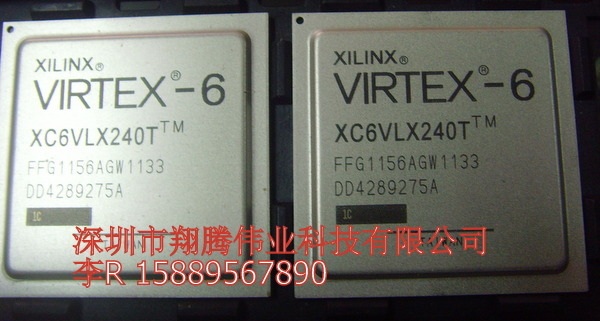 XILINX®
VIRTEX®-6
XC6VLX240T™
FFG1156AGW1133
DD4289275A
1C
XILINX®
VIRTEX®-6
XC6VLX240T™
FFG1156AGW1133
DD4289275A
1C
深圳市翔腾伟业科技有限公司
李R 15889567890